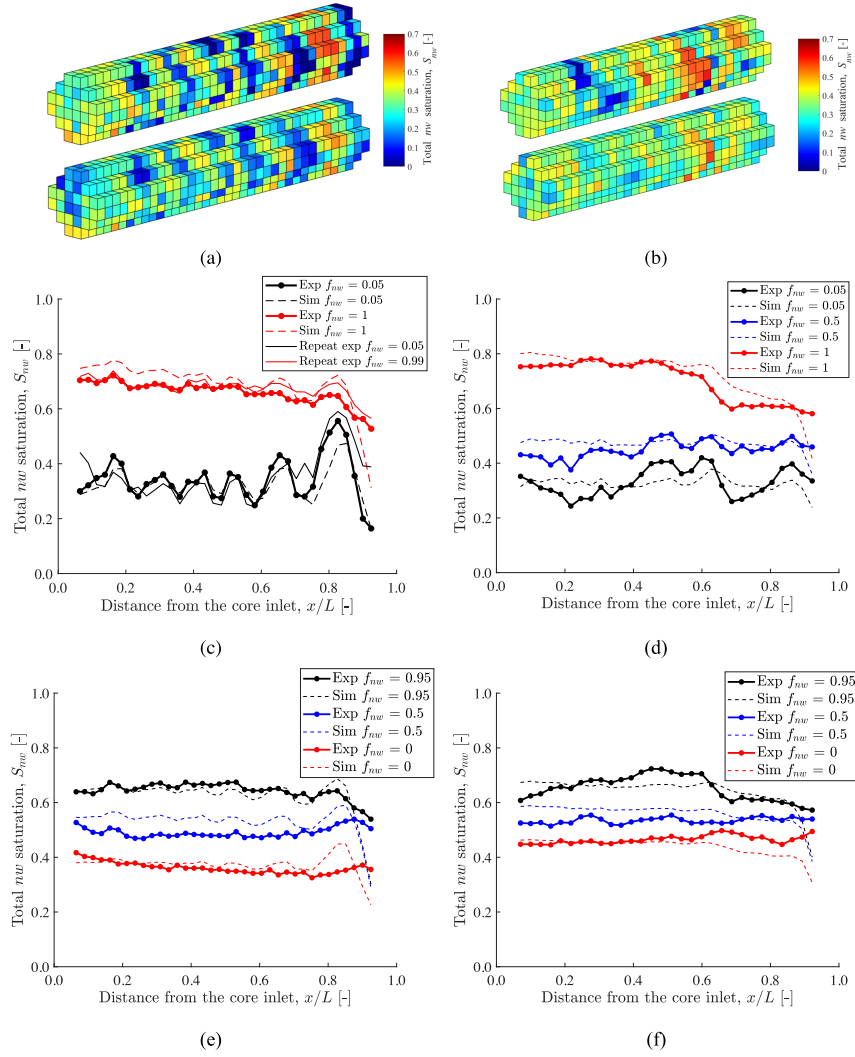 0.7
0.6
0.5
0.4
0.3
0.2
0.1
0
Total nw saturation, S_nw [-]
(a)
0.7
0.6
0.5
0.4
0.3
0.2
0.1
0
Total nw saturation, S_nw [-]
(b)
Exp f_nw = 0.05
Sim f_nw = 0.05
Exp f_nw = 1
Sim f_nw = 1
Repeat exp f_nw = 0.05
Repeat exp f_nw = 0.99
1.0
0.8
0.6
0.4
0.2
0.0
Total nw saturation, S_nw [-]
0.0 0.2 0.4 0.6 0.8 1.0
Distance from the core inlet, x/L [-]
(c)
Exp f_nw = 0.05
Sim f_nw = 0.05
Exp f_nw = 0.5
Sim f_nw = 0.5
Exp f_nw = 1
Sim f_nw = 1
1.0
0.8
0.6
0.4
0.2
0.0
Total nw saturation, S_nw [-]
0.0 0.2 0.4 0.6 0.8 1.0
Distance from the core inlet, x/L [-]
(d)
Exp f_nw = 0.95
Sim f_nw = 0.95
Exp f_nw = 0.5
Sim f_nw = 0.5
Exp f_nw = 0
Sim f_nw = 0
1.0
0.8
0.6
0.4
0.2
0.0
Total nw saturation, S_nw [-]
0.0 0.2 0.4 0.6 0.8 1.0
Distance from the core inlet, x/L [-]
(e)
Exp f_nw = 0.95
Sim f_nw = 0.95
Exp f_nw = 0.5
Sim f_nw = 0.5
Exp f_nw = 0
Sim f_nw = 0
1.0
0.8
0.6
0.4
0.2
0.0
Total nw saturation, S_nw [-]
0.0 0.2 0.4 0.6 0.8 1.0
Distance from the core inlet, x/L [-]
(f)